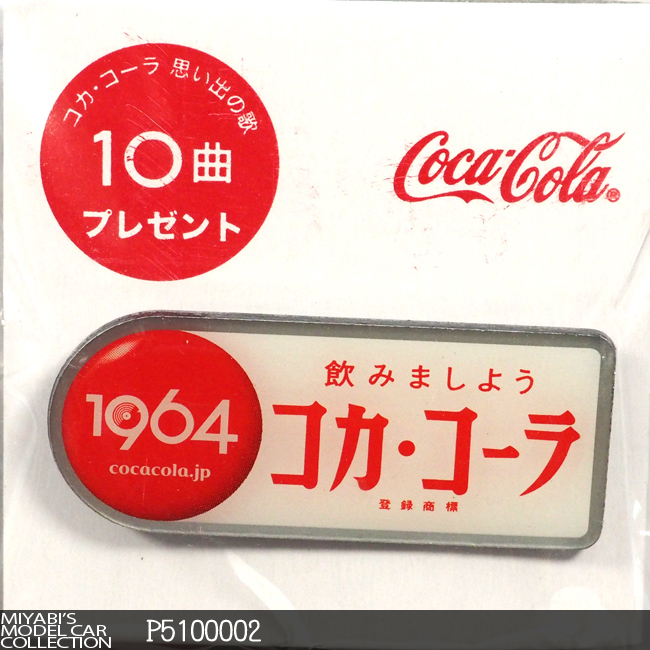 コカ・コーラ 思い出の歌
10曲
プレゼント
Coca-Cola®
飲みましよう
1964
cocacola.jp
コカ・コーラ
登録商標
MIYABI'S
MODEL CAR
COLLECTION
P5100002